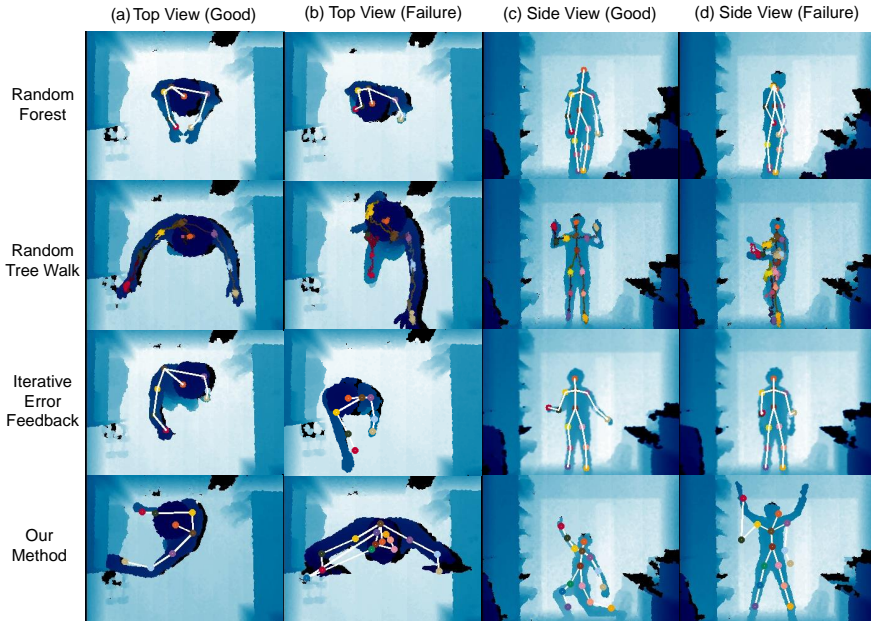 (a) Top View (Good)
(b) Top View (Failure)
(c) Side View (Good)
(d) Side View (Failure)
Random
Forest
Random
Tree Walk
Iterative
Error
Feedback
Our
Method